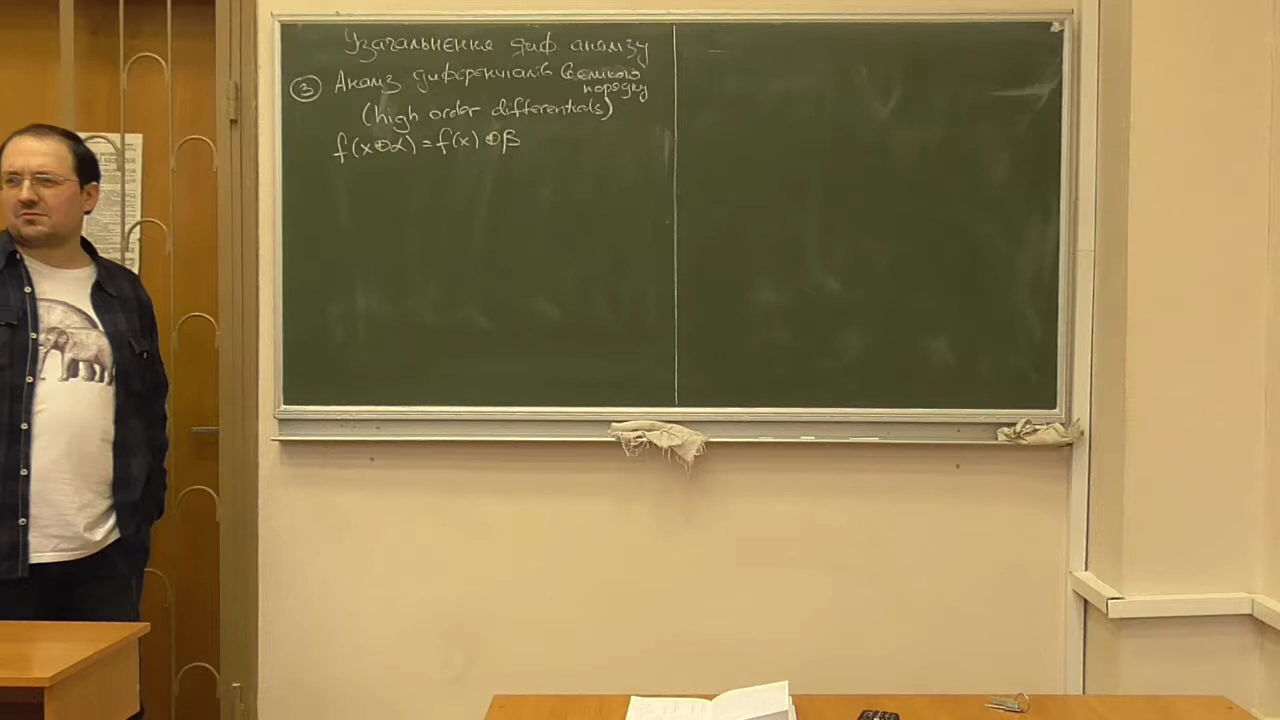 Узагальнення диф аналізу
③ Аналіз диференціалів великого порядку
(high order differentials)
f(x⊕α) = f(x) ⊕ β